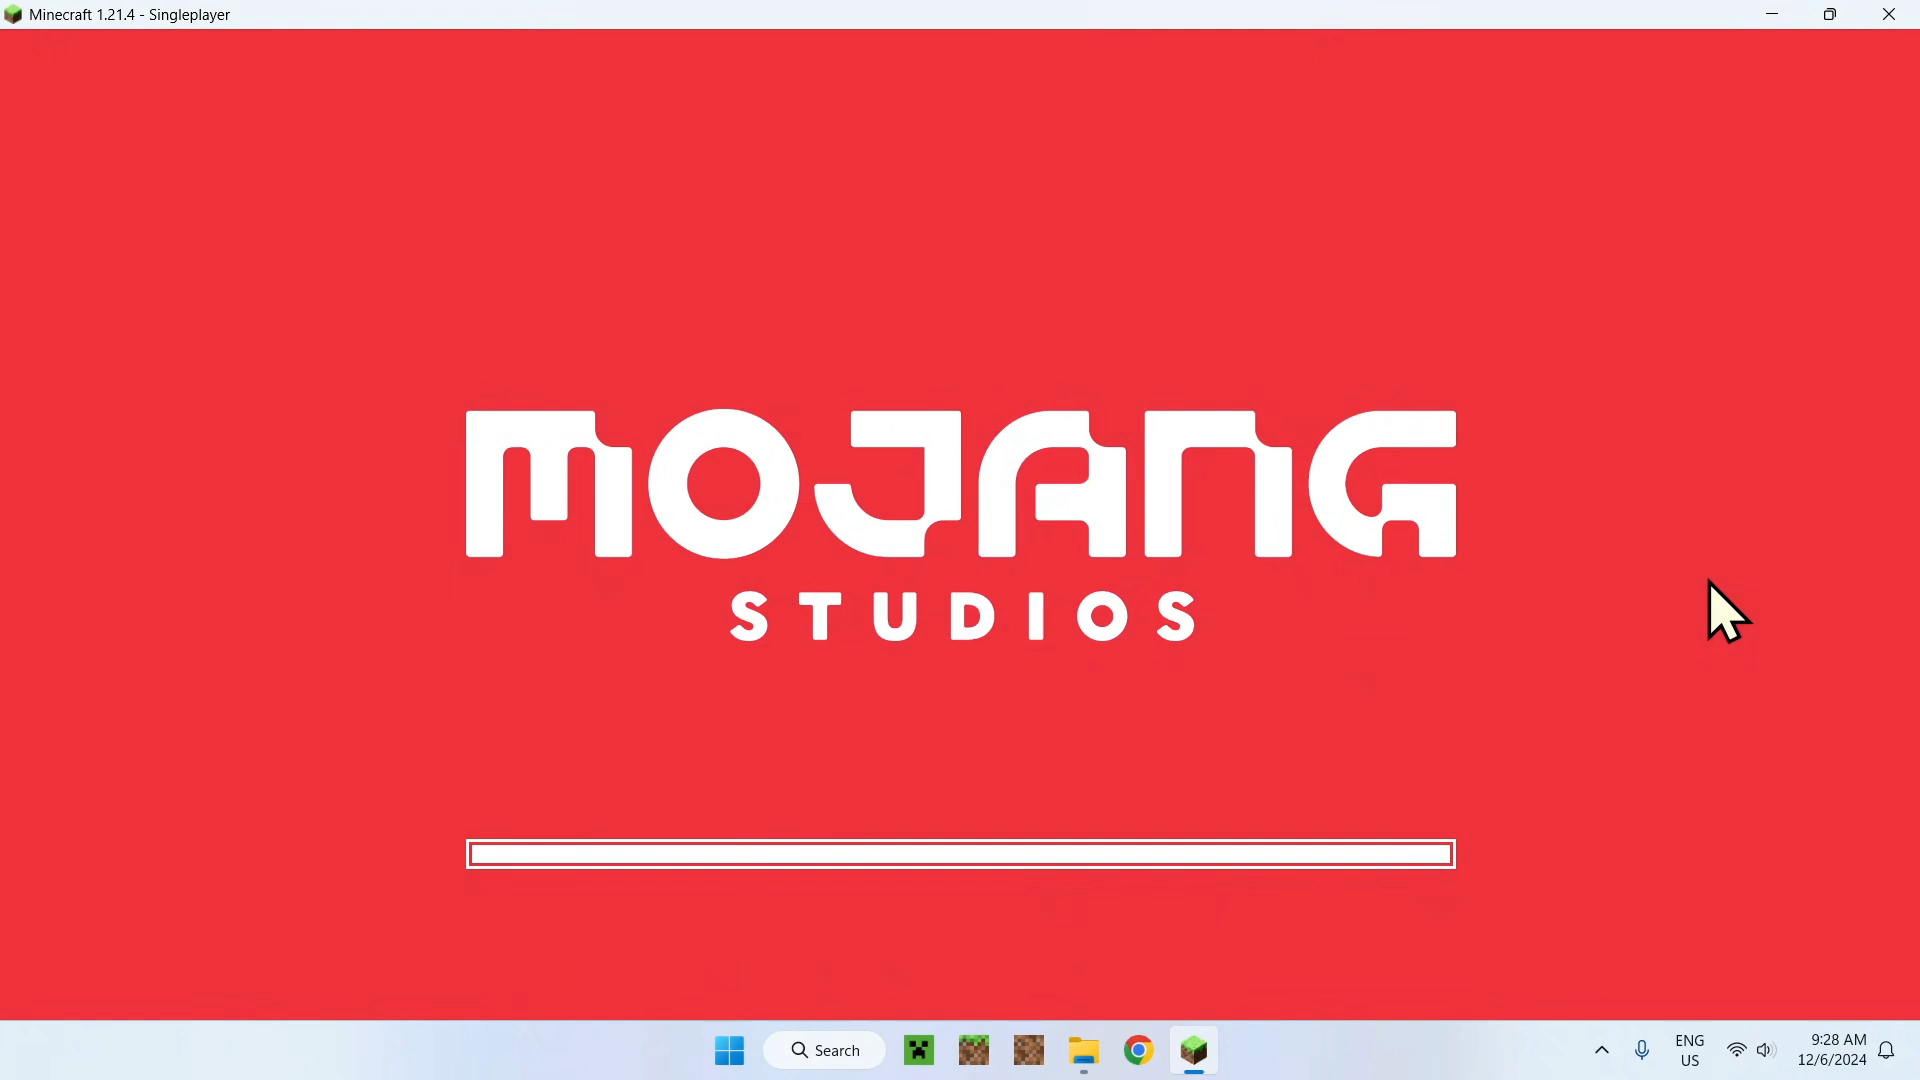 Minecraft 1.21.4 - Singleplayer
MOJANG
STUDIOS
Search
ENG
US
9:28 AM
12/6/2024